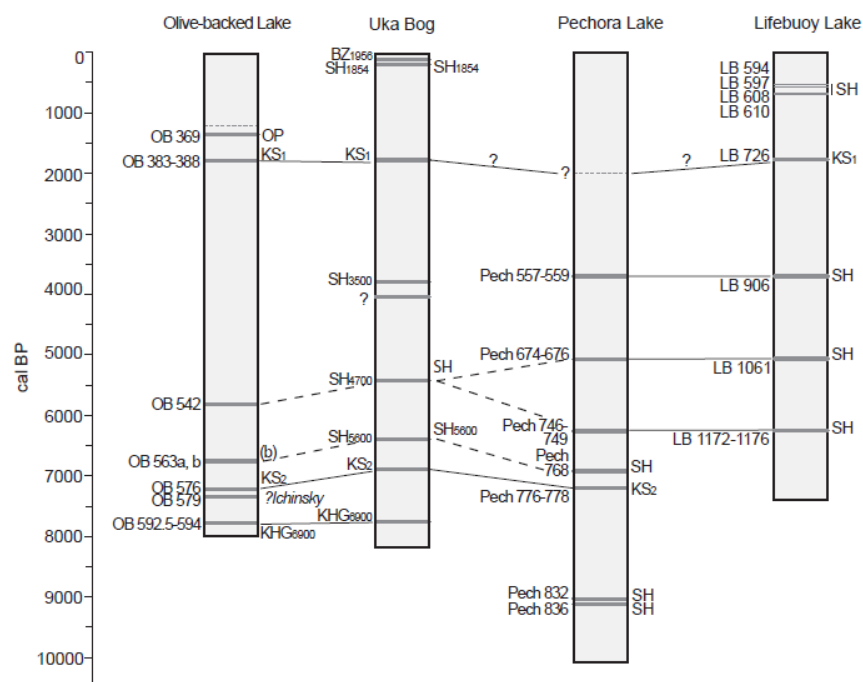 Olive-backed Lake
Uka Bog
Pechora Lake
Lifebuoy Lake
cal BP
0
1000
2000
3000
4000
5000
6000
7000
8000
9000
10000
OB 369
OP
OB 383-388
KS1
OB 542
OB 563a, b
(b)
OB 576
KS2
OB 579
?Ichinsky
OB 592.5-594
KHG6900
BZ1956
SH1854
SH1854
KS1
?
SH3500
?
SH4700
SH
SH5600
SH5600
KS2
KHG6900
?
Pech 557-559
Pech 674-676
Pech 746-
749
Pech
768
SH
Pech 776-778
KS2
Pech 832
SH
Pech 836
SH
?
LB 594
LB 597
LB 608
LB 610
SH
LB 726
KS1
LB 906
SH
LB 1061
SH
LB 1172-1176
SH